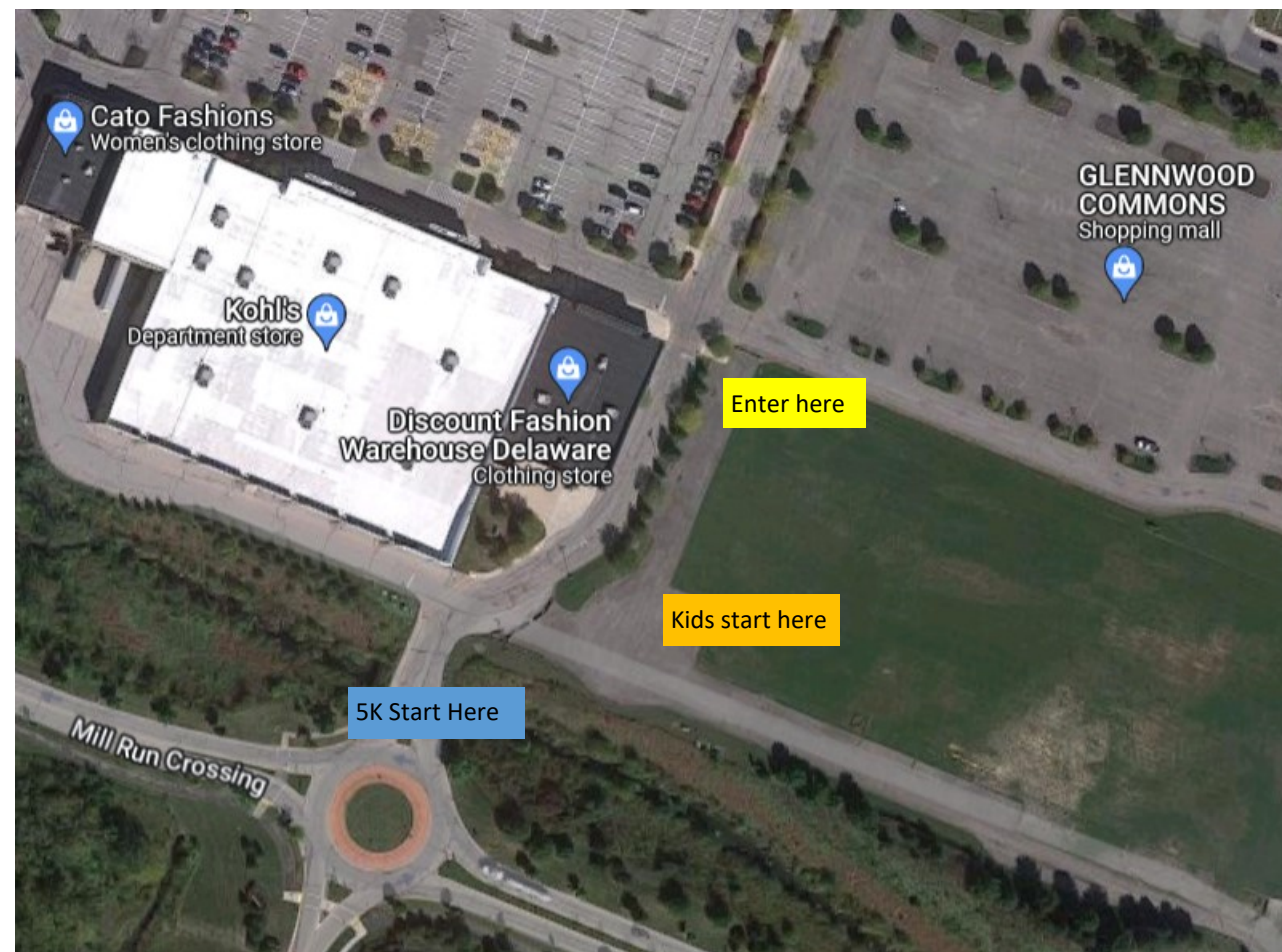 Cato Fashions
Women's clothing store
GLENNWOOD
COMMONS
Shopping mall
Kohl's
Department store
Enter here
Discount Fashion
Warehouse Delaware
Clothing store
Kids start here
5K Start Here
Mill Run Crossing